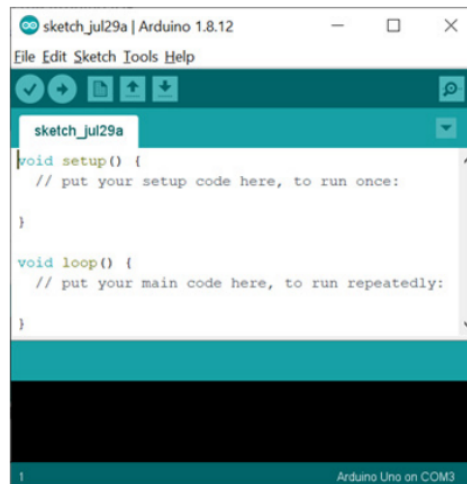 sketch_jul29a | Arduino 1.8.12
File Edit Sketch Tools Help
sketch_jul29a
void setup() {
  // put your setup code here, to run once:
}
void loop() {
  // put your main code here, to run repeatedly:
}
1
Arduino Uno on COM3